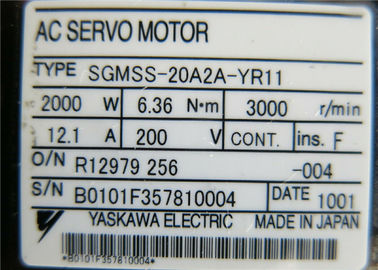 AC SERVO MOTOR
TYPE SGMSS-20A2A-YR11
2000 W 6.36 N·m 3000 r/min
12.1 A 200 V CONT. ins. F
O/N R12979 256 -004
S/N B0101F357810004 DATE 1001
YASKAWA ELECTRIC MADE IN JAPAN
*B0101F357810004*